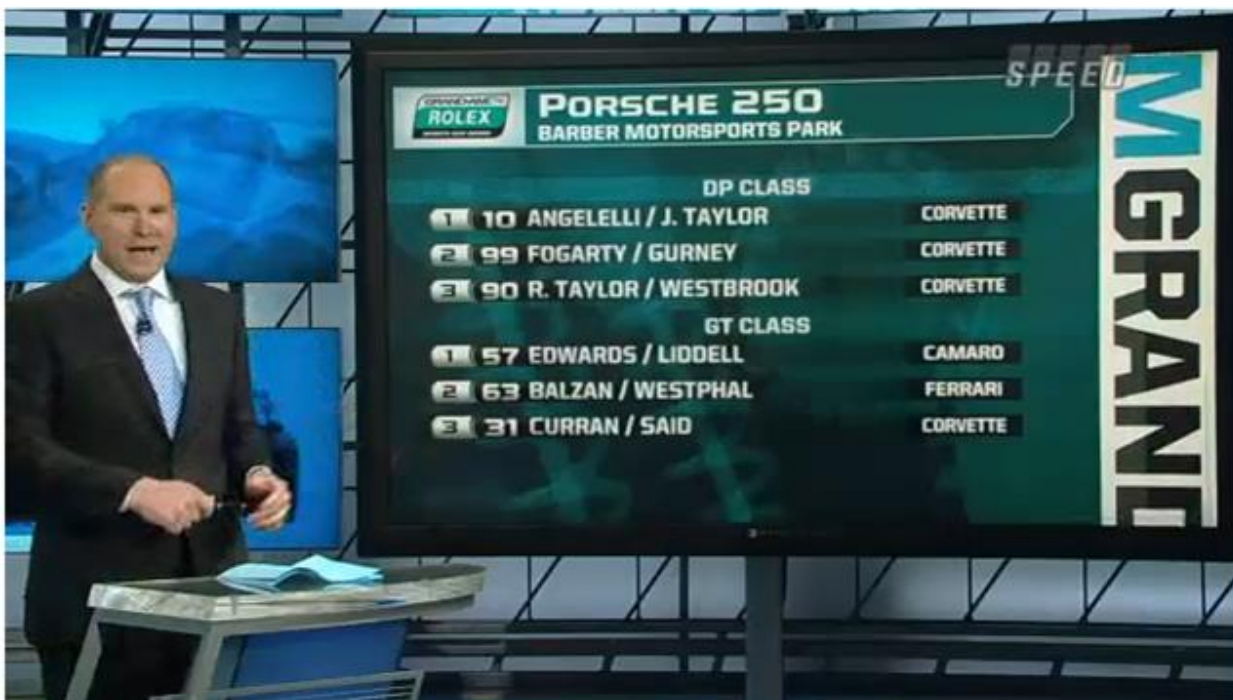 SPEED
GRAND-AM
ROLEX
PORSCHE 250
BARBER MOTORSPORTS PARK
DP CLASS
1 10 ANGELELLI / J. TAYLOR CORVETTE
2 99 FOGARTY / GURNEY CORVETTE
3 90 R. TAYLOR / WESTBROOK CORVETTE
GT CLASS
1 57 EDWARDS / LIDDELL CAMARO
2 63 BALZAN / WESTPHAL FERRARI
3 31 CURRAN / SAID CORVETTE
M GRAND